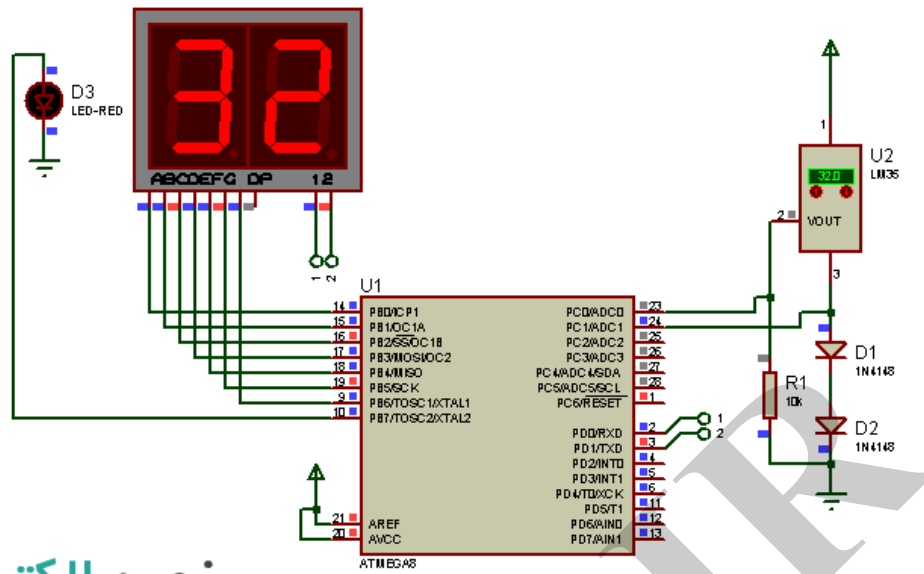 D3
LED-RED
32
ABCDEFG DP
12
1
2
U1
14 PB0/ICP1
15 PB1/OC1A
16 PB2/SS/OC1B
17 PB3/MOSI/OC2
18 PB4/MISO
19 PB5/SCK
9 PB6/TOSC1/XTAL1
10 PB7/TOSC2/XTAL2
21 AREF
20 AVCC
PC0/ADC0 23
PC1/ADC1 24
PC2/ADC2 25
PC3/ADC3 26
PC4/ADC4/SDA 27
PC5/ADC5/SCL 28
PC6/RESET 1
PD0/RXD 2
PD1/TXD 3
PD2/INT0 4
PD3/INT1 5
PD4/T0/XCK 6
PD5/T1 11
PD6/AIN0 12
PD7/AIN1 13
ATMEGA8
1
2
1
U2
LM35
32.0
2
VOUT
3
D1
1N4148
R1
10k
D2
1N4148